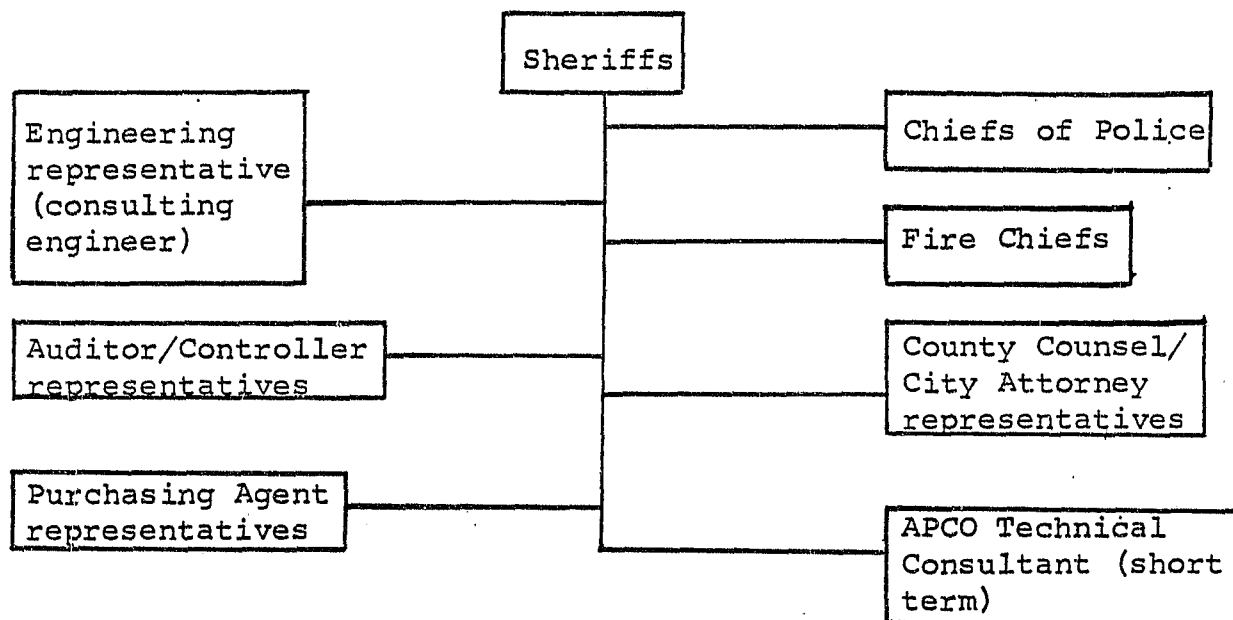 Sheriffs
Engineering
representative
(consulting
engineer)
Chiefs of Police
Fire Chiefs
Auditor/Controller
representatives
County Counsel/
City Attorney
representatives
Purchasing Agent
representatives
APCO Technical
Consultant (short
term)